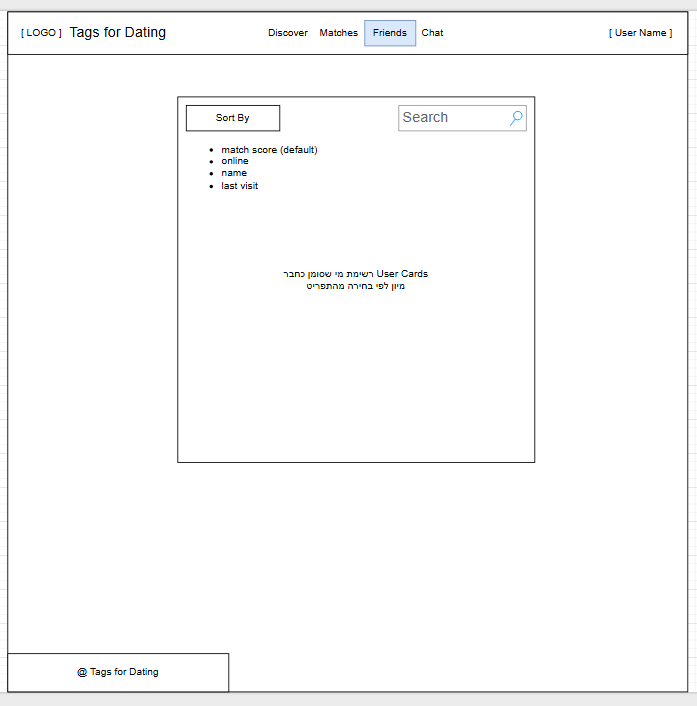 [ LOGO ] Tags for Dating Discover Matches Friends Chat [ User Name ]
Sort By Search
• match score (default)
• online
• name
• last visit
רשימת מי שסומן כחבר User Cards
מיון לפי בחירה מהתפריט
@ Tags for Dating